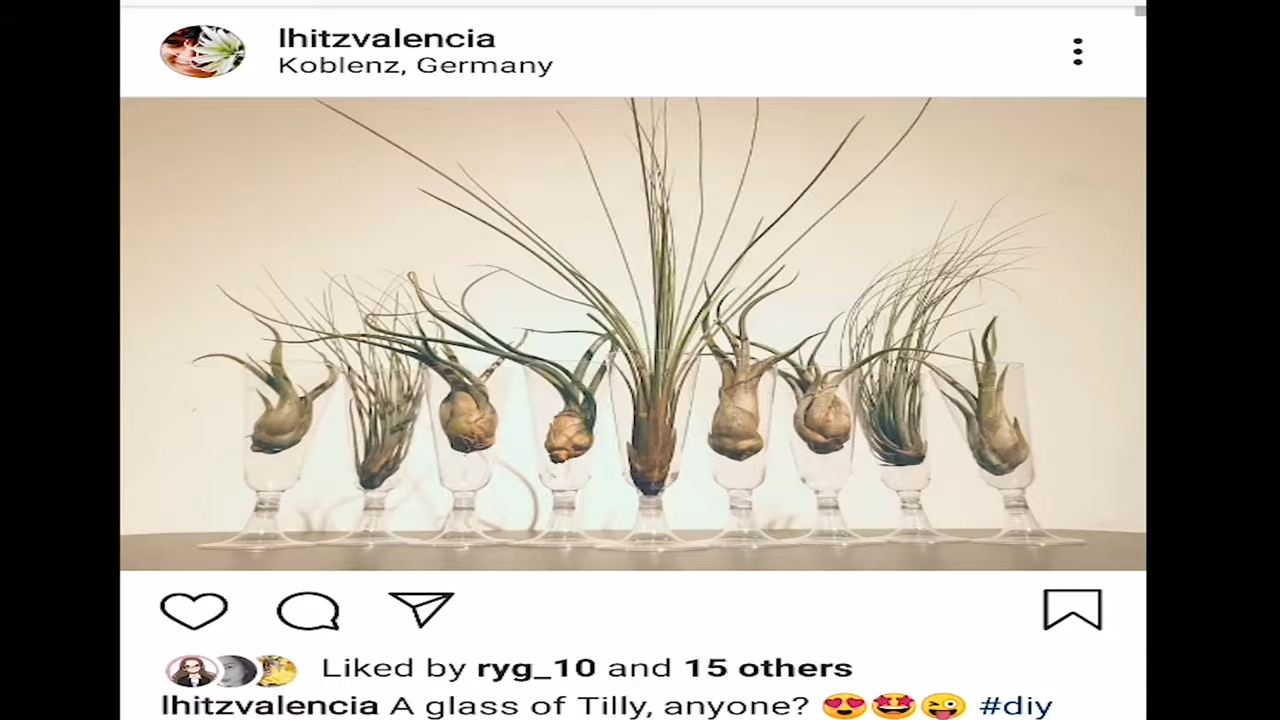 lhitzvalencia
Koblenz, Germany
Liked by ryg_10 and 15 others
lhitzvalencia A glass of Tilly, anyone? 😍🤩😜 #diy